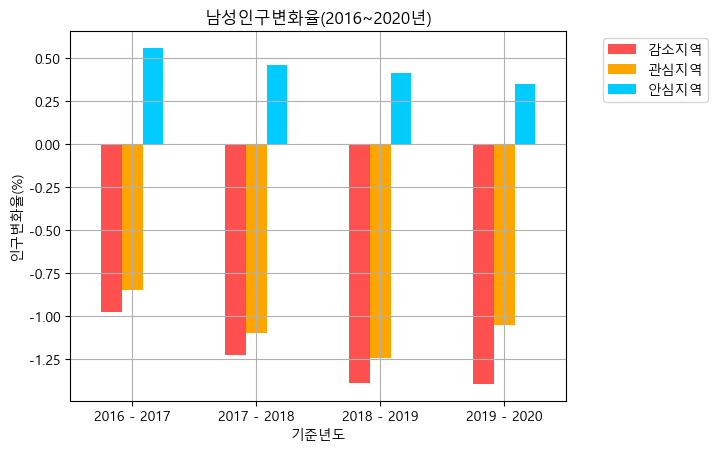 남성인구변화율(2016~2020년)
감소지역
관심지역
안심지역
인구변화율(%)
0.50
0.25
0.00
-0.25
-0.50
-0.75
-1.00
-1.25
2016 - 2017
2017 - 2018
2018 - 2019
2019 - 2020
기준년도